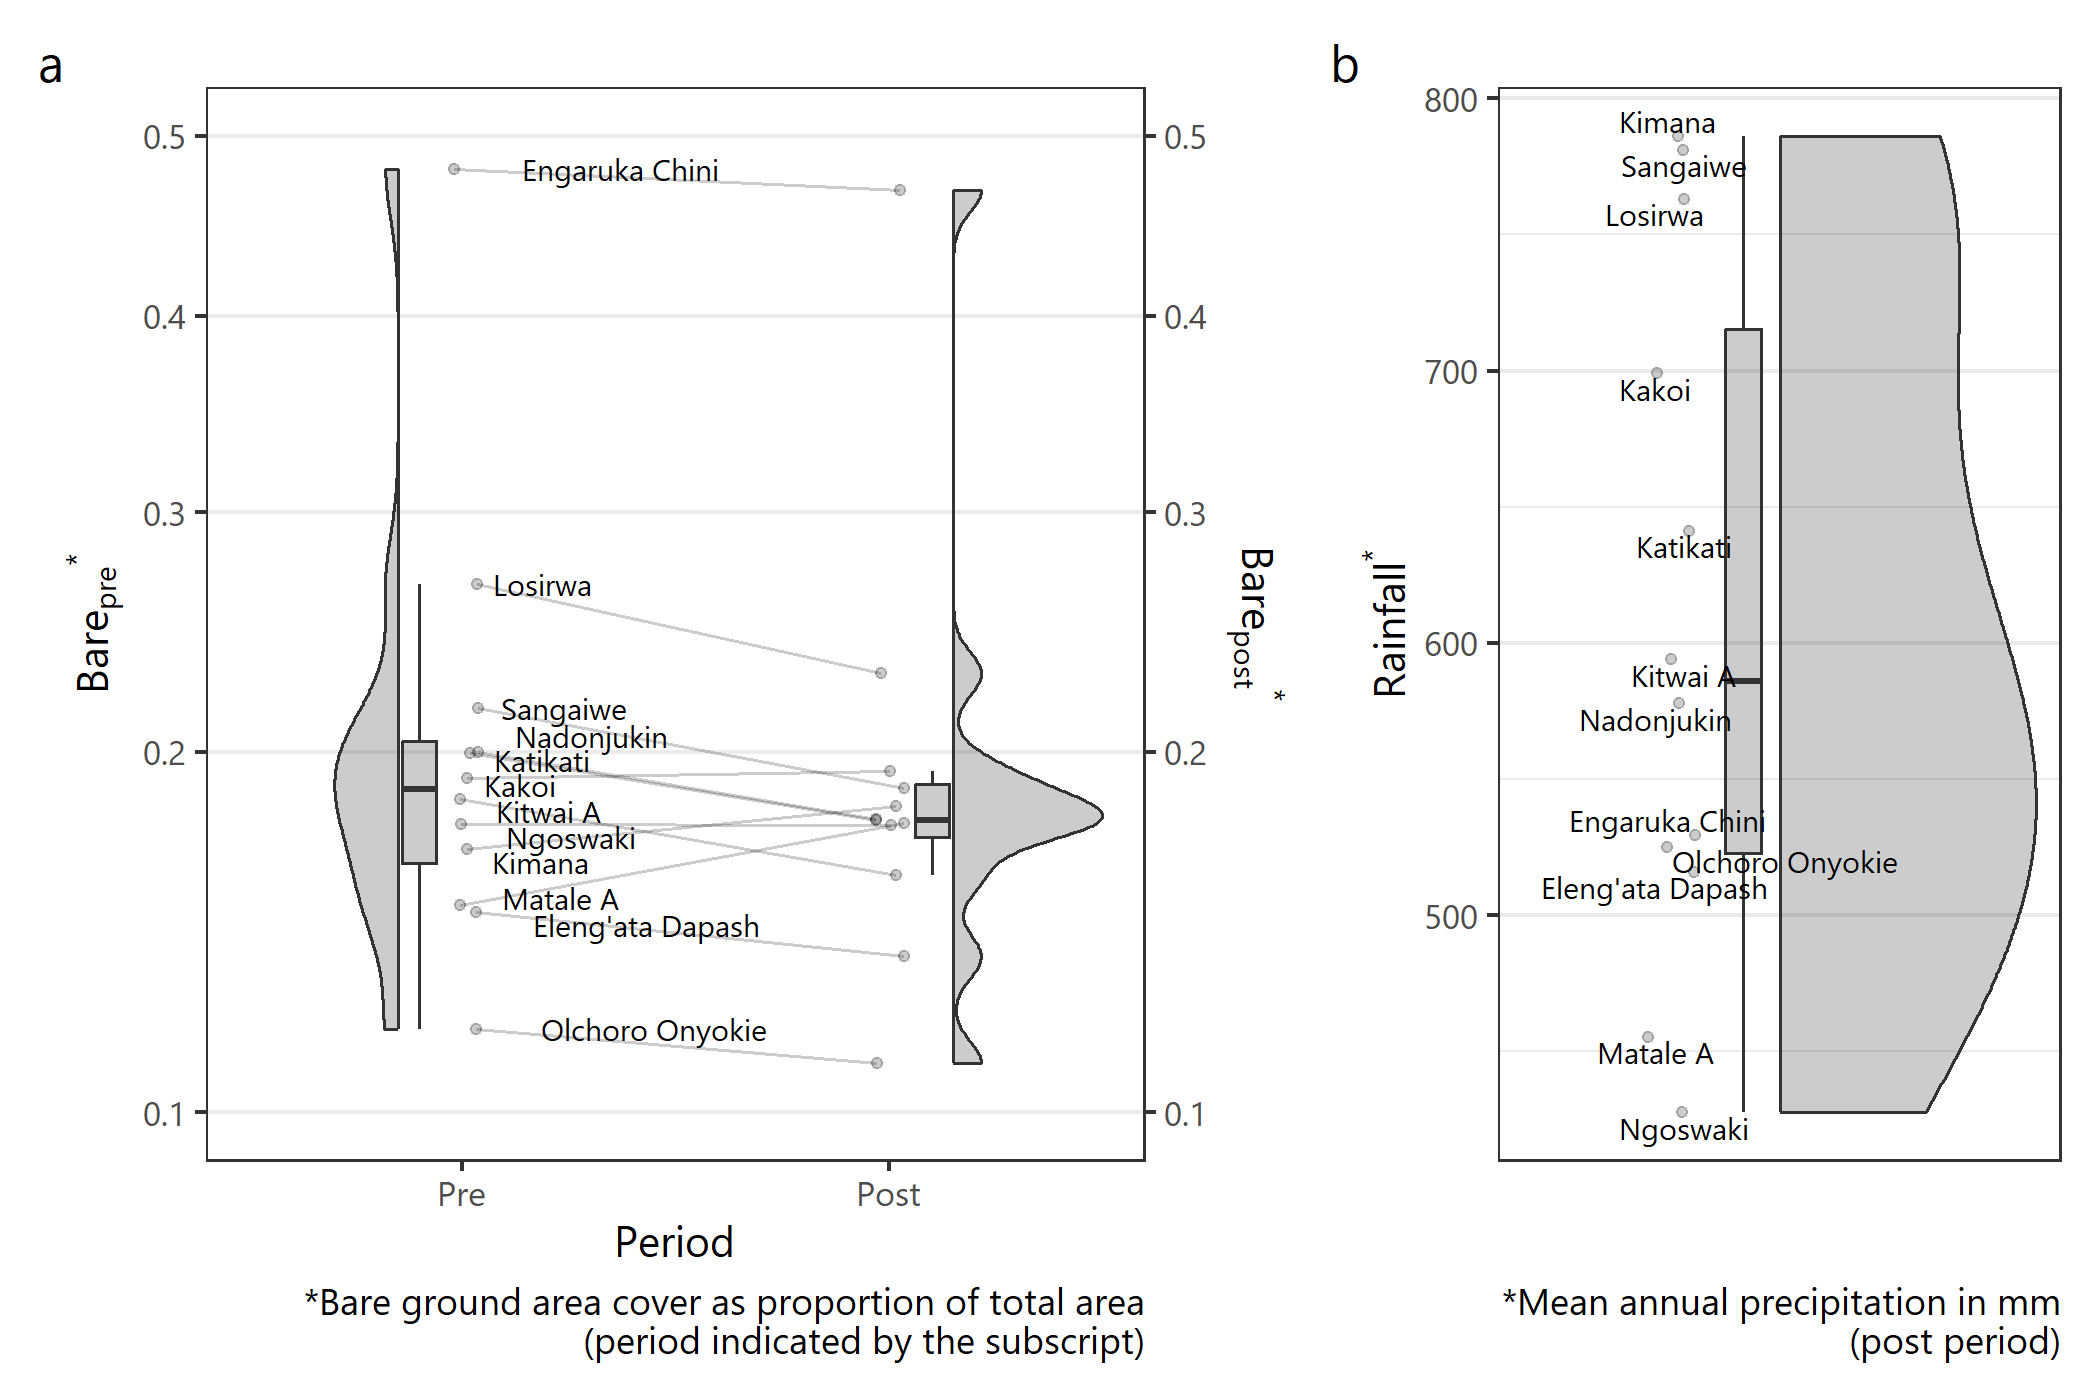 a
0.5
0.4
0.3
0.2
0.1
Bare pre *
Engaruka Chini
Losirwa
Sangaiwe
Nadonjukin
Katikati
Kakoi
Kitwai A
Ngoswaki
Kimana
Matale A
Eleng'ata Dapash
Olchoro Onyokie
0.5
0.4
0.3
0.2
0.1
Bare post *
Pre
Post
Period
*Bare ground area cover as proportion of total area
(period indicated by the subscript)
b
800
700
600
500
Rainfall*
Kimana
Sangaiwe
Losirwa
Kakoi
Katikati
Kitwai A
Nadonjukin
Engaruka Chini
Olchoro Onyokie
Eleng'ata Dapash
Matale A
Ngoswaki
*Mean annual precipitation in mm
(post period)